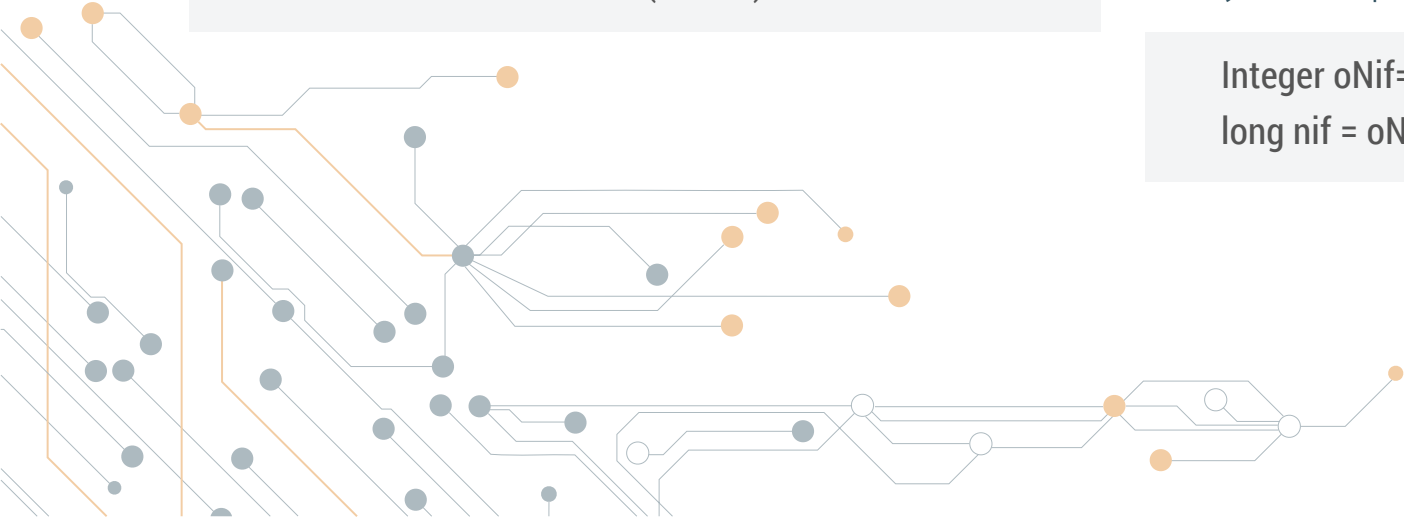 Integer oNif=
long nif = oN